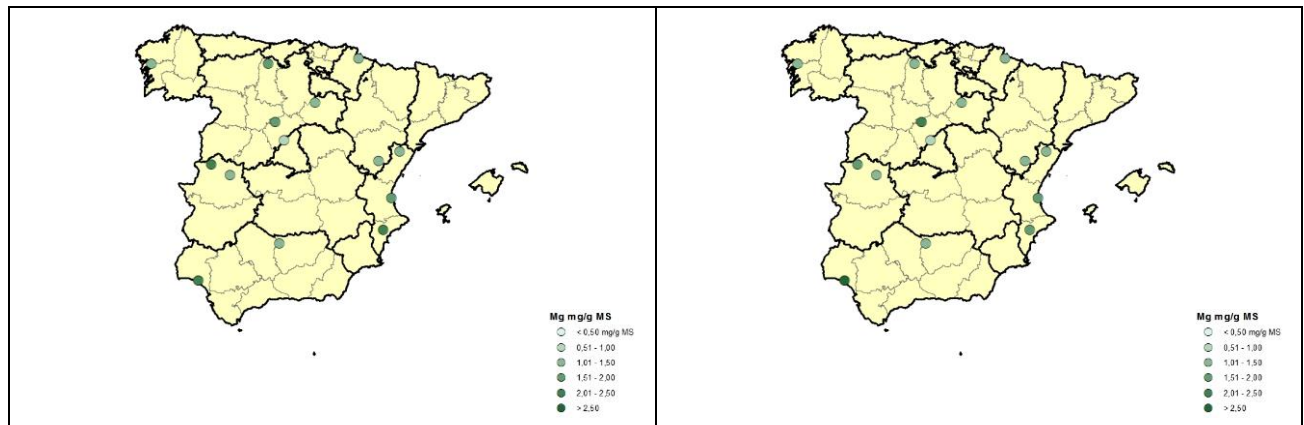 Mg mg/g MS
< 0,50 mg/g MS
0,51 - 1,00
1,01 - 1,50
1,51 - 2,00
2,01 - 2,50
> 2,50
Mg mg/g MS
< 0,50 mg/g MS
0,51 - 1,00
1,01 - 1,50
1,51 - 2,00
2,01 - 2,50
> 2,50